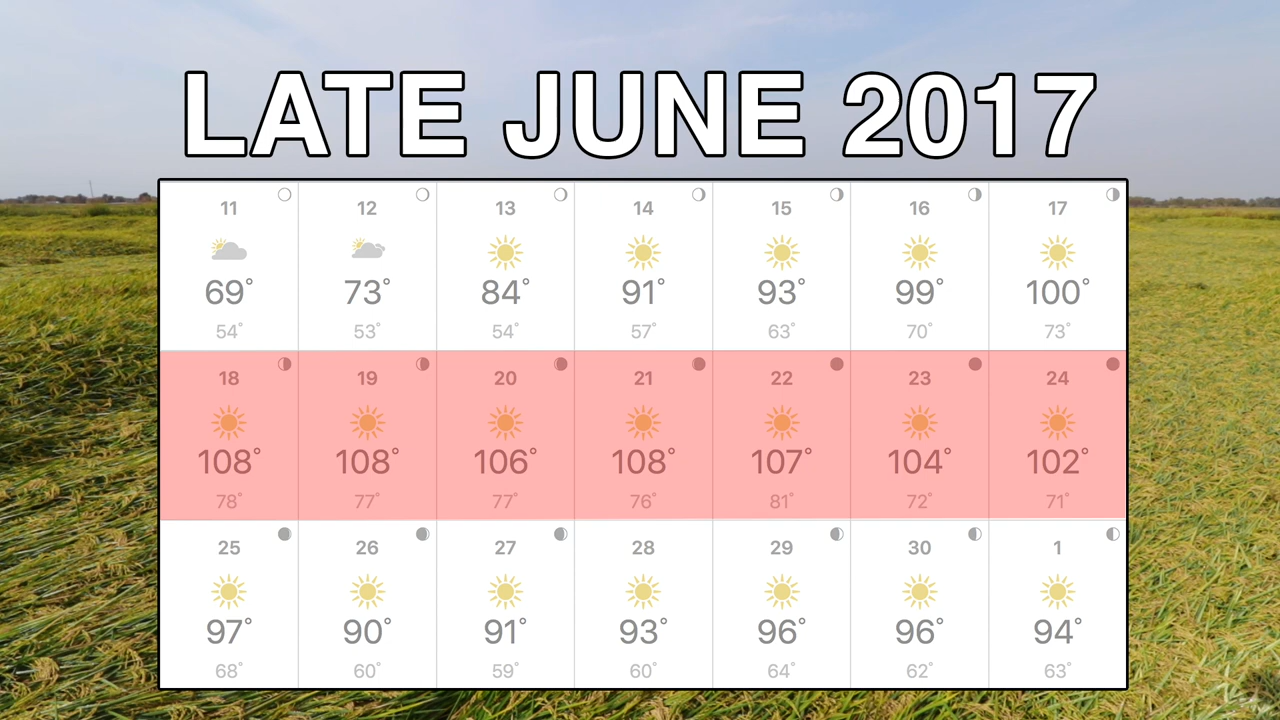 LATE JUNE 2017
11 12 13 14 15 16 17
69° 73° 84° 91° 93° 99° 100°
54° 53° 54° 57° 63° 70° 73°
18 19 20 21 22 23 24
108° 108° 106° 108° 107° 104° 102°
78° 77° 77° 76° 81° 72° 71°
25 26 27 28 29 30 1
97° 90° 91° 93° 96° 96° 94°
68° 60° 59° 60° 64° 62° 63°